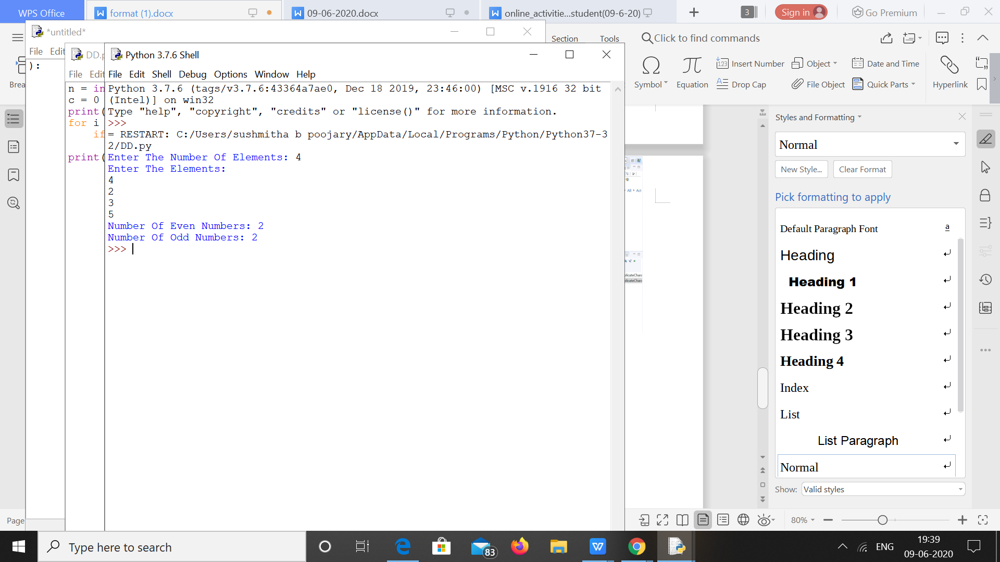 WPS Office
format (1).docx
09-06-2020.docx
online_activitie...student(09-6-20)
3
Sign in
Go Premium
*untitled*
File Edit
):
Section
Tools
Click to find commands
Brea
Symbol
Equation
Insert Number
Drop Cap
Object
File Object
Date and Time
Quick Parts
Hyperlink
DD.p
File Edit
n = in
c = 0
print(
for i
if
print(
Python 3.7.6 Shell
File Edit Shell Debug Options Window Help
Python 3.7.6 (tags/v3.7.6:43364a7ae0, Dec 18 2019, 23:46:00) [MSC v.1916 32 bit
(Intel)] on win32
Type "help", "copyright", "credits" or "license()" for more information.
>>>
= RESTART: C:/Users/sushmitha b poojary/AppData/Local/Programs/Python/Python37-3
2/DD.py
Enter The Number Of Elements: 4
Enter The Elements:
4
2
3
5
Number Of Even Numbers: 2
Number Of Odd Numbers: 2
>>>
All
Act
plicateChara
plicateChara
Styles and Formatting
Normal
New Style...
Clear Format
Pick formatting to apply
Default Paragraph Font a
Heading
Heading 1
Heading 2
Heading 3
Heading 4
Index
List
List Paragraph
Normal
Show: Valid styles
Page
80%
Type here to search
83
ENG
19:39
09-06-2020